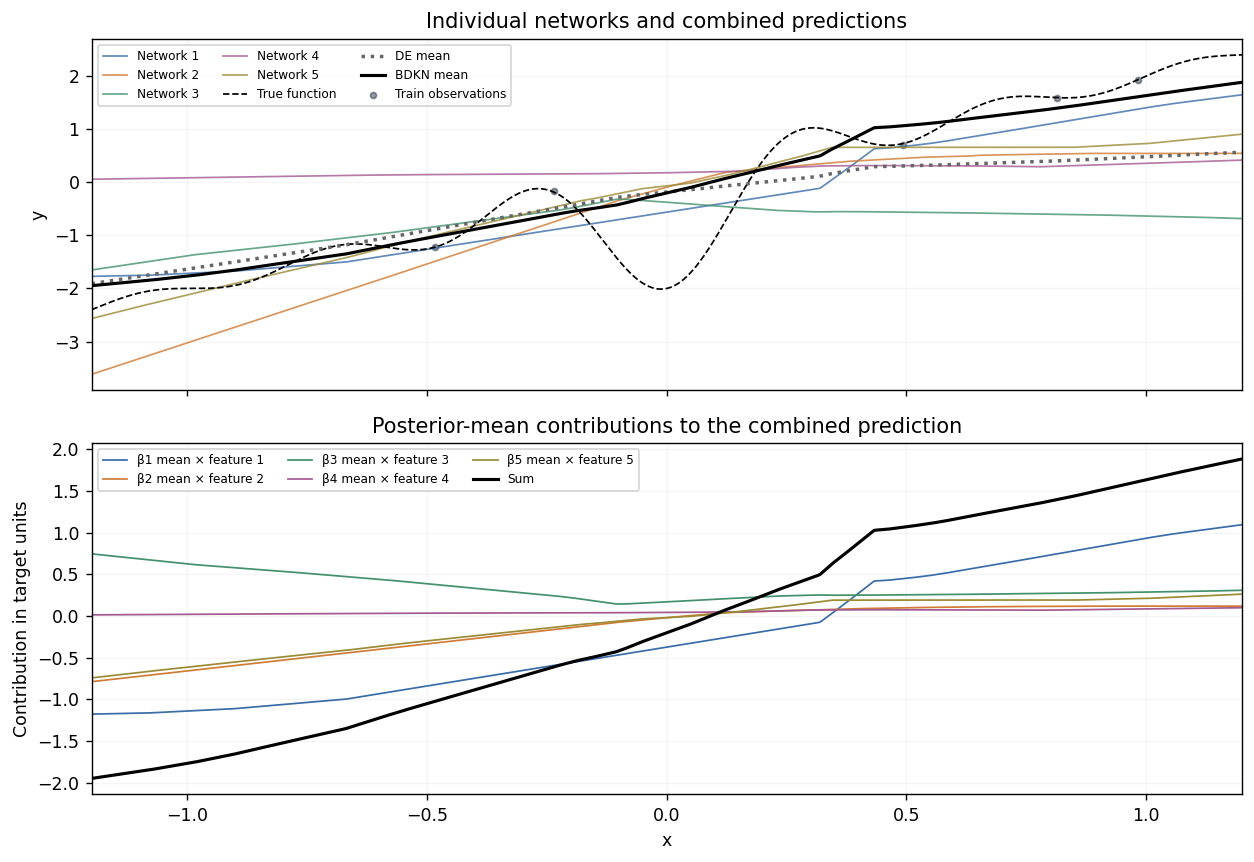 Individual networks and combined predictions
Network 1
Network 2
Network 3
Network 4
Network 5
True function
DE mean
BDKN mean
Train observations
y
2
1
0
−1
−2
−3
Posterior-mean contributions to the combined prediction
β1 mean × feature 1
β2 mean × feature 2
β3 mean × feature 3
β4 mean × feature 4
β5 mean × feature 5
Sum
Contribution in target units
2.0
1.5
1.0
0.5
0.0
−0.5
−1.0
−1.5
−2.0
−1.0
−0.5
0.0
0.5
1.0
x